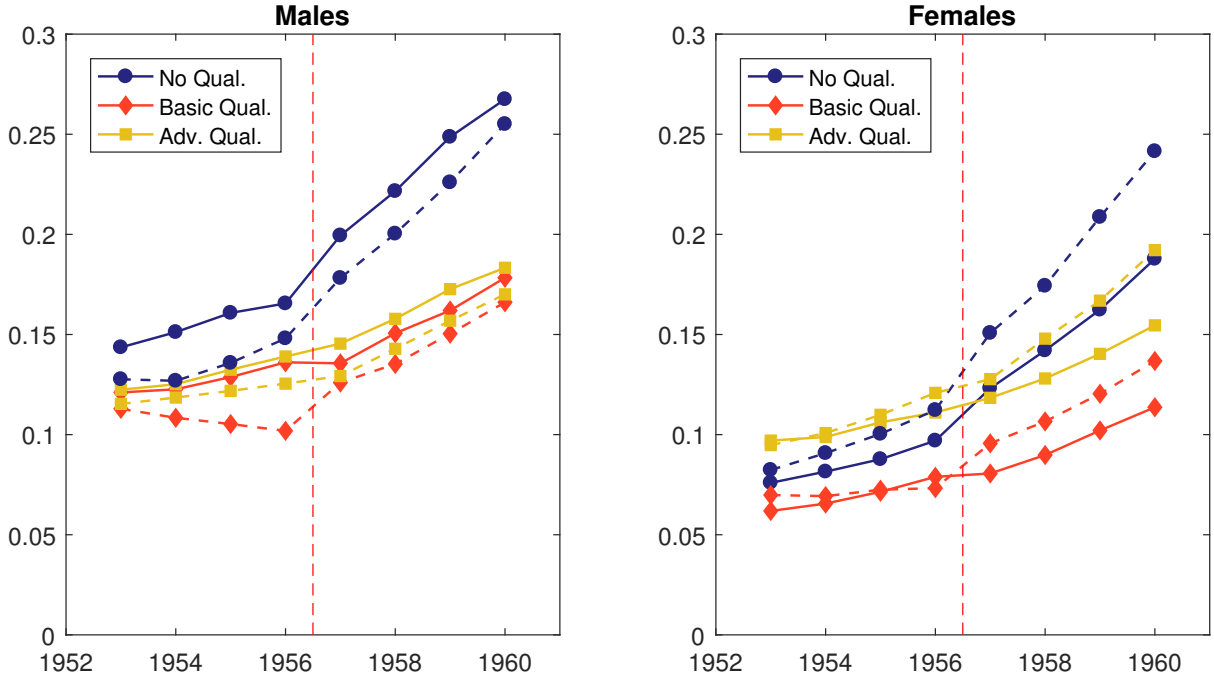 Males
0.3
0.25
0.2
0.15
0.1
0.05
0
1952 1954 1956 1958 1960
No Qual.
Basic Qual.
Adv. Qual.
Females
0.3
0.25
0.2
0.15
0.1
0.05
0
1952 1954 1956 1958 1960
No Qual.
Basic Qual.
Adv. Qual.